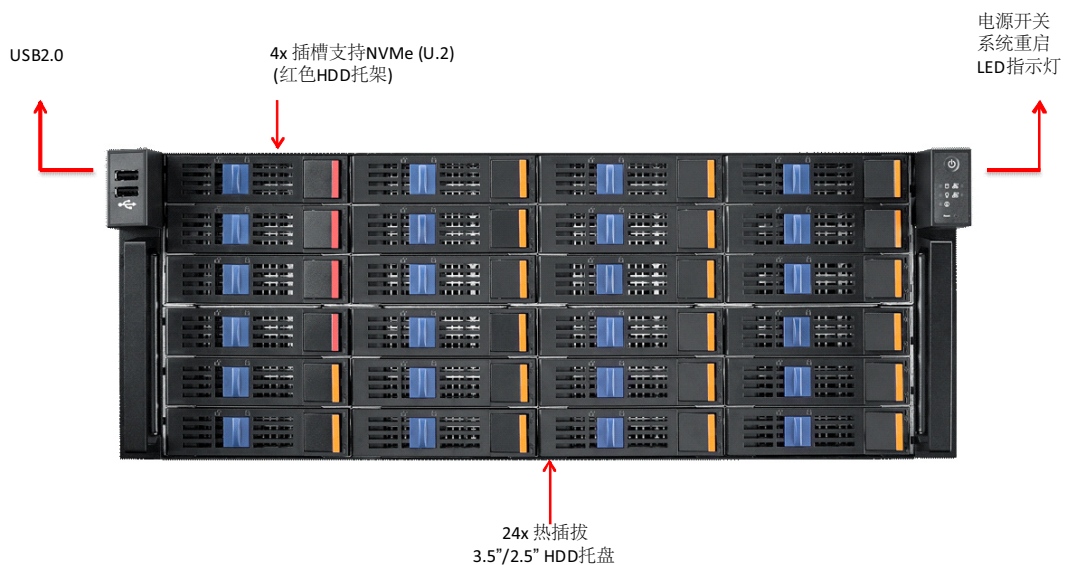 USB2.0
4x 插槽支持NVMe (U.2)
(红色HDD托架)
电源开关
系统重启
LED指示灯
24x 热插拔
3.5”/2.5” HDD托盘